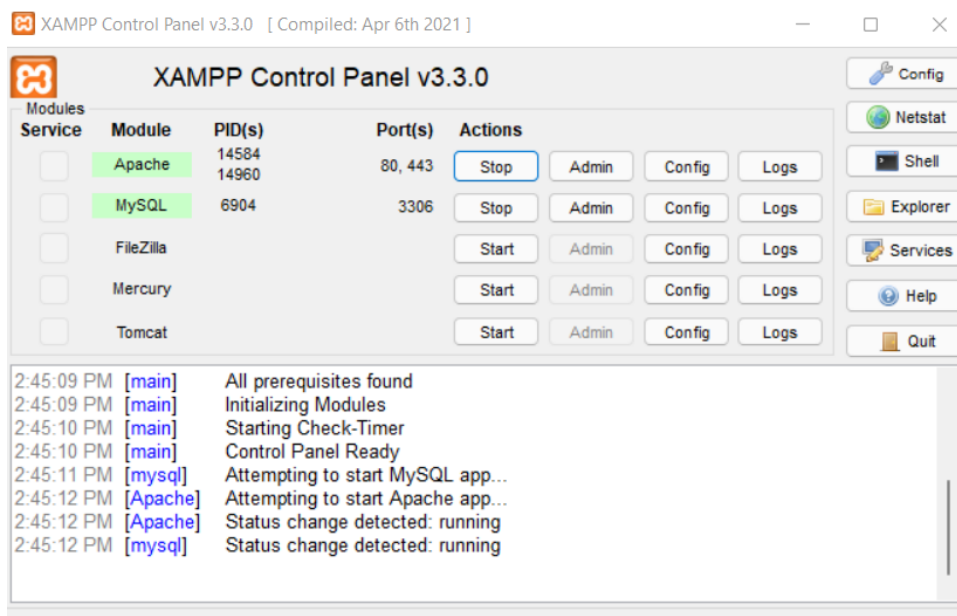 XAMPP Control Panel v3.3.0 [ Compiled: Apr 6th 2021 ]
XAMPP Control Panel v3.3.0
Config
Modules
Service Module PID(s) Port(s) Actions
Netstat
Apache 14584 14960 80, 443 Stop Admin Config Logs
Shell
MySQL 6904 3306 Stop Admin Config Logs
Explorer
FileZilla Start Admin Config Logs
Services
Mercury Start Admin Config Logs
Help
Tomcat Start Admin Config Logs
Quit
2:45:09 PM [main] All prerequisites found
2:45:09 PM [main] Initializing Modules
2:45:10 PM [main] Starting Check-Timer
2:45:10 PM [main] Control Panel Ready
2:45:11 PM [mysql] Attempting to start MySQL app...
2:45:12 PM [Apache] Attempting to start Apache app...
2:45:12 PM [Apache] Status change detected: running
2:45:12 PM [mysql] Status change detected: running